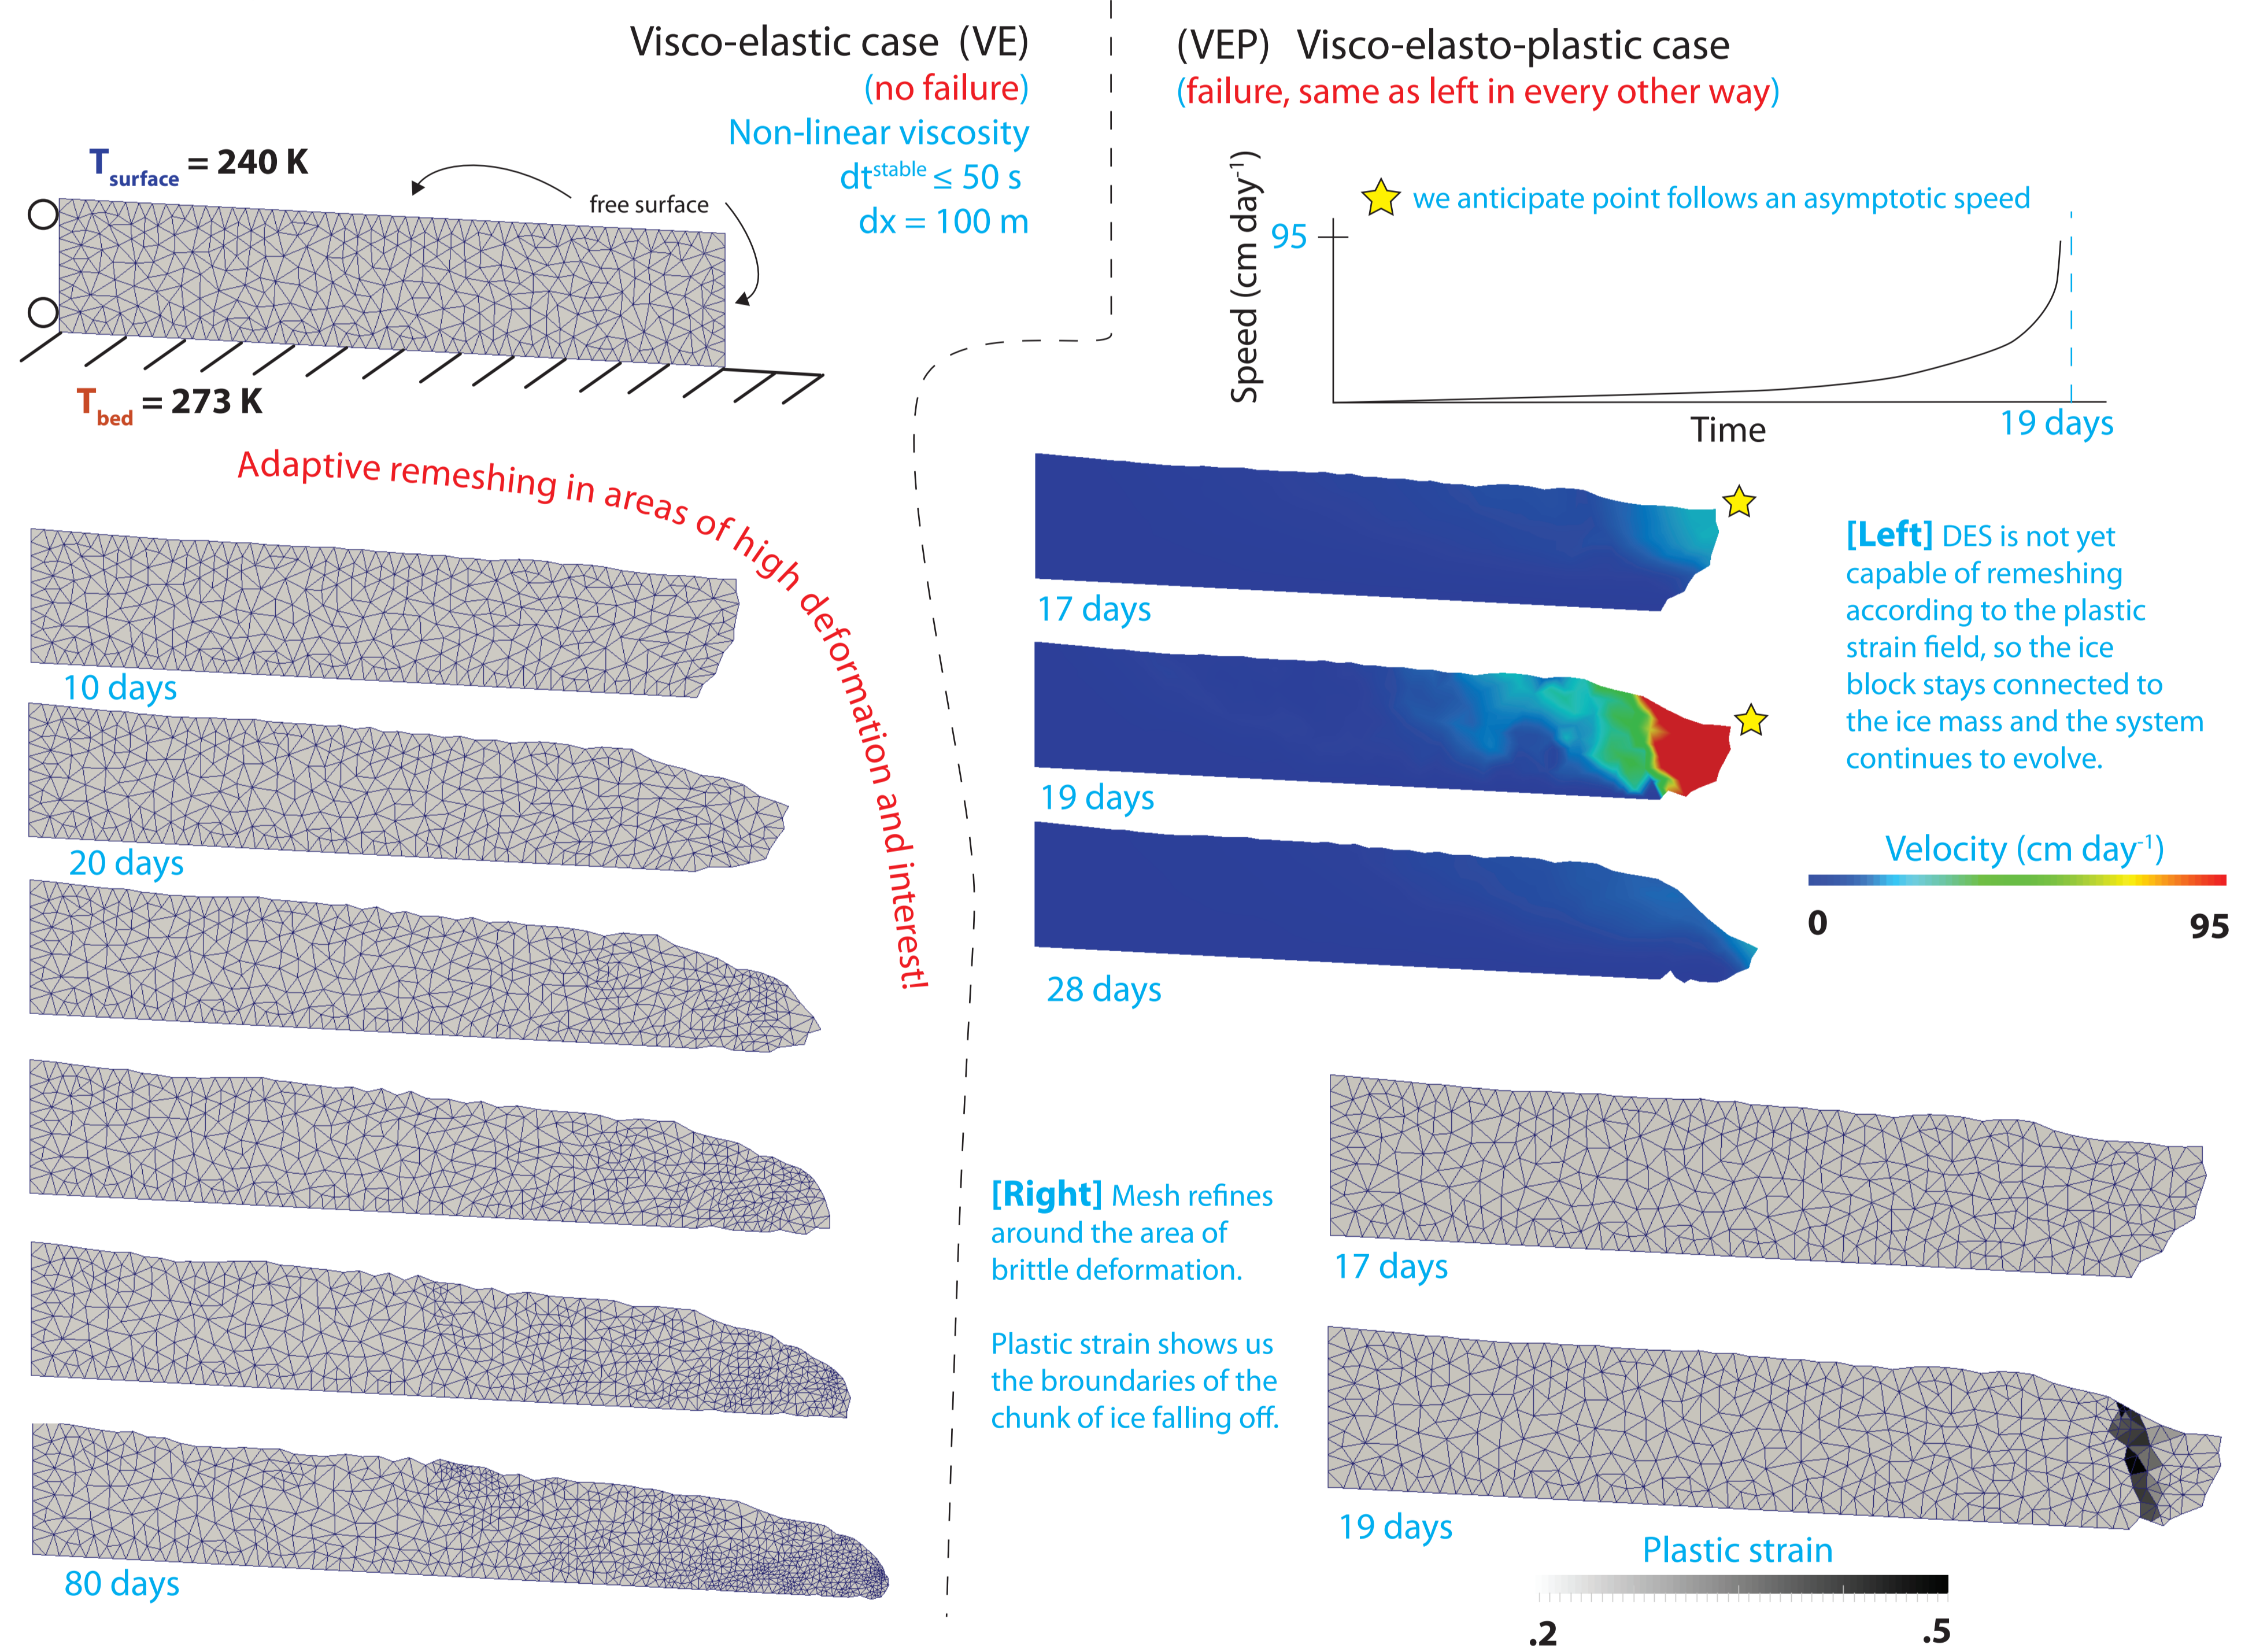 Visco-elastic case (VE)
(no failure)
Non-linear viscosity
dt^stable ≤ 50 s
dx = 100 m
T_surface = 240 K
free surface
T_bed = 273 K
Adaptive remeshing in areas of high deformation and interest!
10 days
20 days
80 days
(VEP) Visco-elasto-plastic case
(failure, same as left in every other way)
Speed (cm day⁻¹)
we anticipate point follows an asymptotic speed
95
Time
19 days
17 days
19 days
28 days
[Left] DES is not yet
capable of remeshing
according to the plastic
strain field, so the ice
block stays connected to
the ice mass and the system
continues to evolve.
Velocity (cm day⁻¹)
0
95
[Right] Mesh refines
around the area of
brittle deformation.
Plastic strain shows us
the broundaries of the
chunk of ice falling off.
17 days
19 days
Plastic strain
.2
.5